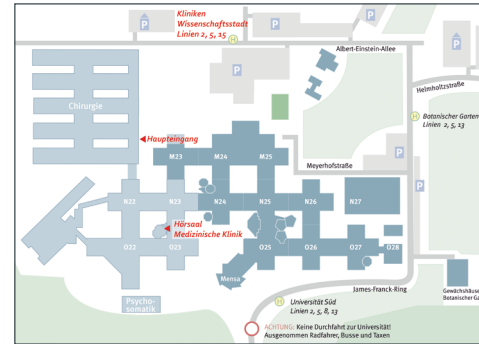 Kliniken
Wissenschaftsstadt
Linien 2, 5, 15
P
H
P
P
P
P
Albert-Einstein-Allee
Helmholtzstraße
Chirurgie
H
Botanischer Garten
Linien 2, 5, 13
Haupteingang
M23
M24
M25
Meyerhofstraße
P
N22
N23
N24
N25
N26
N27
Hörsaal
Medizinische Klinik
O22
O23
O25
O26
O27
O28
Mensa
Psycho-
somatik
James-Franck-Ring
Gewächshäuser
Botanischer Ga
H
Universität Süd
Linien 2, 5, 8, 13
ACHTUNG: Keine Durchfahrt zur Universität!
Ausgenommen Radfahrer, Busse und Taxen